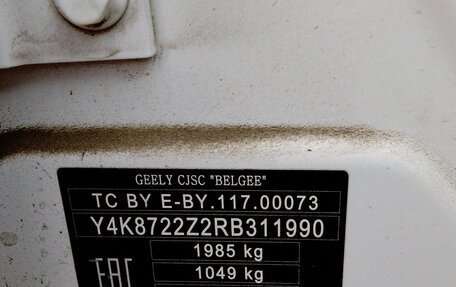 GEELY CJSC "BELGEE"
TC BY E-BY.117.00073
Y4K8722Z2RB311990
1985 kg
EAC 1049 kg